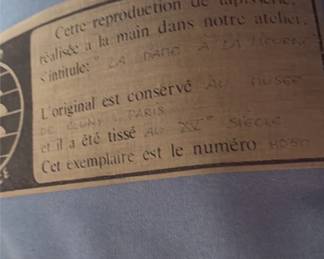 Cette reproduction de tapisserie,
réalisée à la main dans notre atelier,
s'intitule: " LA DAME A LA LICORNE"
L'original est conservé AU MUSEE
DE CLUNY PARIS
et il a été tissé AU XV° SIECLE
Cet exemplaire est le numéro